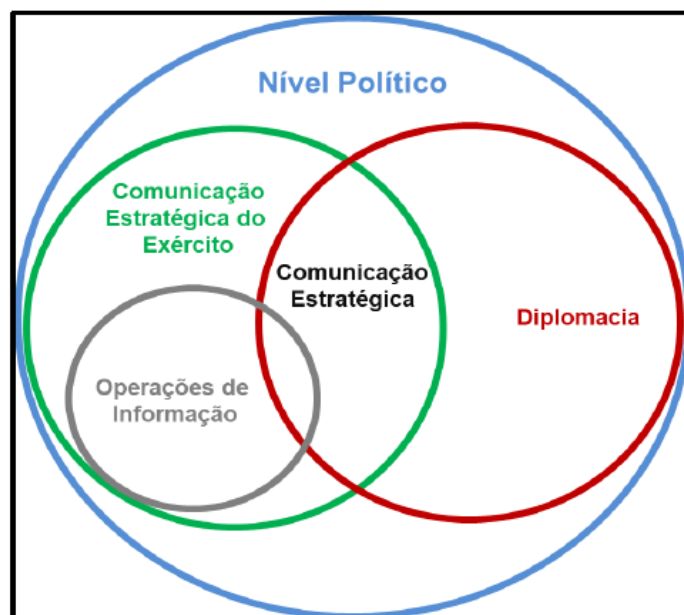 Nível Político
Comunicação
Estratégica do
Exército
Comunicação
Estratégica
Diplomacia
Operações de
Informação